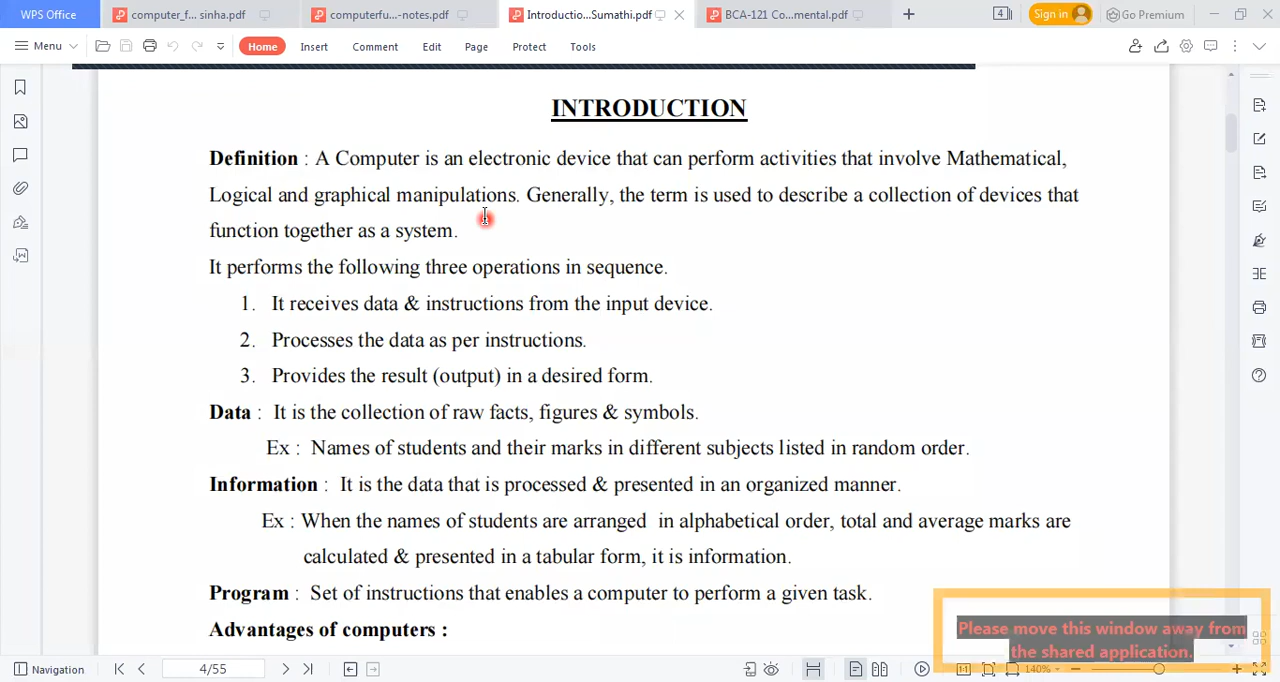 WPS Office
computer_f... sinha.pdf
computerfu...-notes.pdf
Introductio...Sumathi.pdf
BCA-121 Co...mental.pdf
4
Sign in
Go Premium
Menu
Home
Insert
Comment
Edit
Page
Protect
Tools
INTRODUCTION
Definition : A Computer is an electronic device that can perform activities that involve Mathematical,
Logical and graphical manipulations. Generally, the term is used to describe a collection of devices that
function together as a system.
It performs the following three operations in sequence.
1. It receives data & instructions from the input device.
2. Processes the data as per instructions.
3. Provides the result (output) in a desired form.
Data : It is the collection of raw facts, figures & symbols.
Ex : Names of students and their marks in different subjects listed in random order.
Information : It is the data that is processed & presented in an organized manner.
Ex : When the names of students are arranged in alphabetical order, total and average marks are
calculated & presented in a tabular form, it is information.
Program : Set of instructions that enables a computer to perform a given task.
Advantages of computers :
Please move this window away from
the shared application.
Navigation
4/55
140%